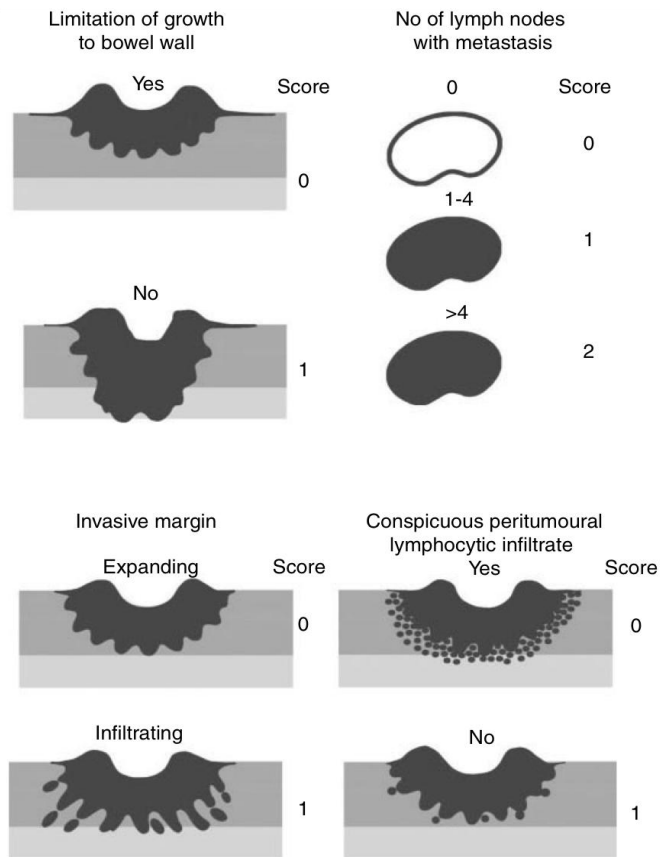 Limitation of growth
to bowel wall
Yes
Score
0
No
1
No of lymph nodes
with metastasis
0
Score
0
1-4
1
>4
2
Invasive margin
Expanding
Score
0
Infiltrating
1
Conspicuous peritumoural
lymphocytic infiltrate
Yes
Score
0
No
1